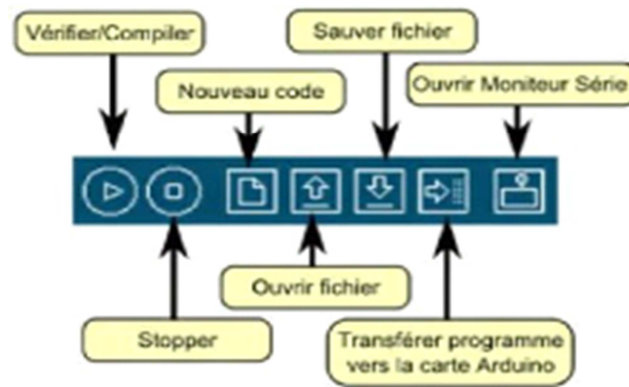 Vérifier/Compiler
Sauver fichier
Nouveau code
Ouvrir Moniteur Série
Ouvrir fichier
Stopper
Transférer programme
vers la carte Arduino